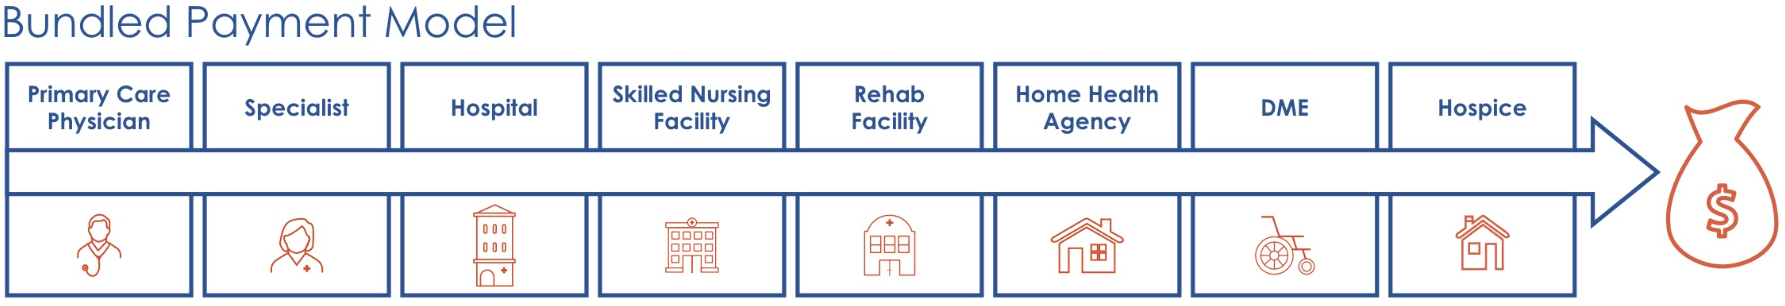 Bundled Payment Model
Primary Care
Physician
Specialist
Hospital
Skilled Nursing
Facility
Rehab
Facility
Home Health
Agency
DME
Hospice
$